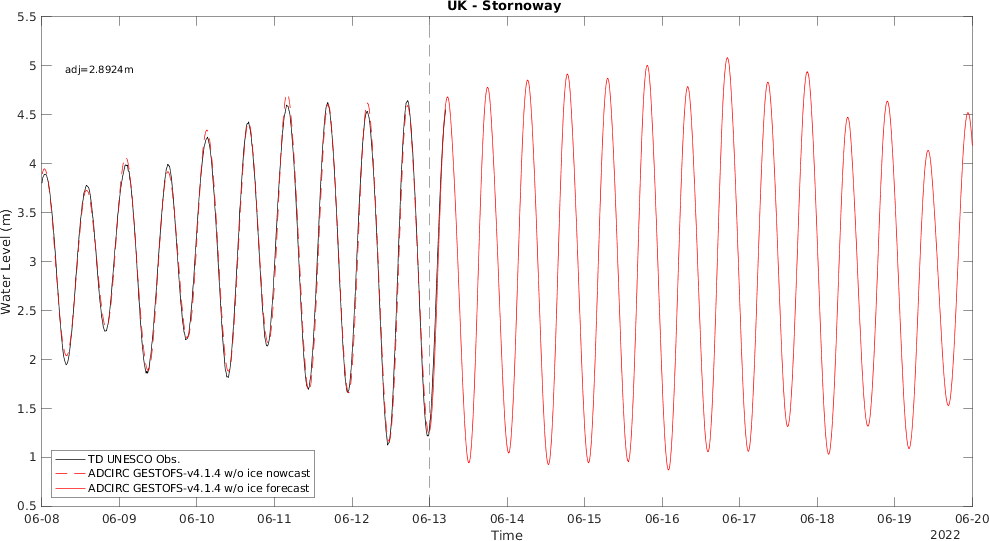 UK - Stornoway
adj=2.8924m
5.5
5
4.5
4
3.5
3
2.5
2
1.5
1
0.5
Water Level (m)
TD UNESCO Obs.
ADCIRC GESTOFS-v4.1.4 w/o ice nowcast
ADCIRC GESTOFS-v4.1.4 w/o ice forecast
06-08 06-09 06-10 06-11 06-12 06-13 06-14 06-15 06-16 06-17 06-18 06-19 06-20
Time
2022